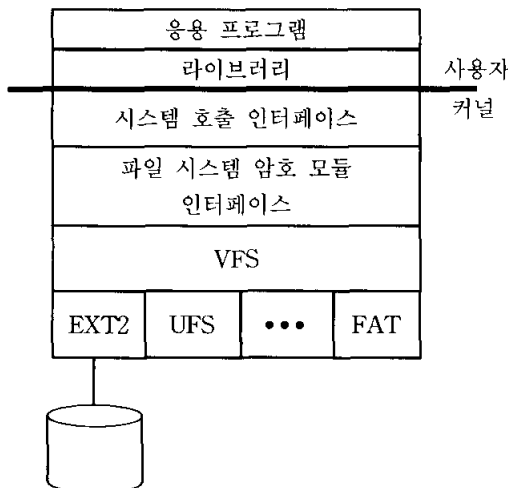 응용 프로그램
라이브러리
사용자
커널
시스템 호출 인터페이스
파일 시스템 암호 모듈
인터페이스
VFS
EXT2 UFS ••• FAT